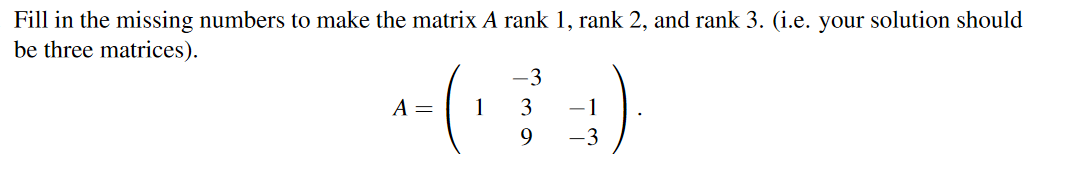 Fill in the missing numbers to make the matrix A rank 1, rank 2, and rank 3. (i.e. your solution should
be three matrices).
−3
A = ( 1 3 −1 ) .
9 −3